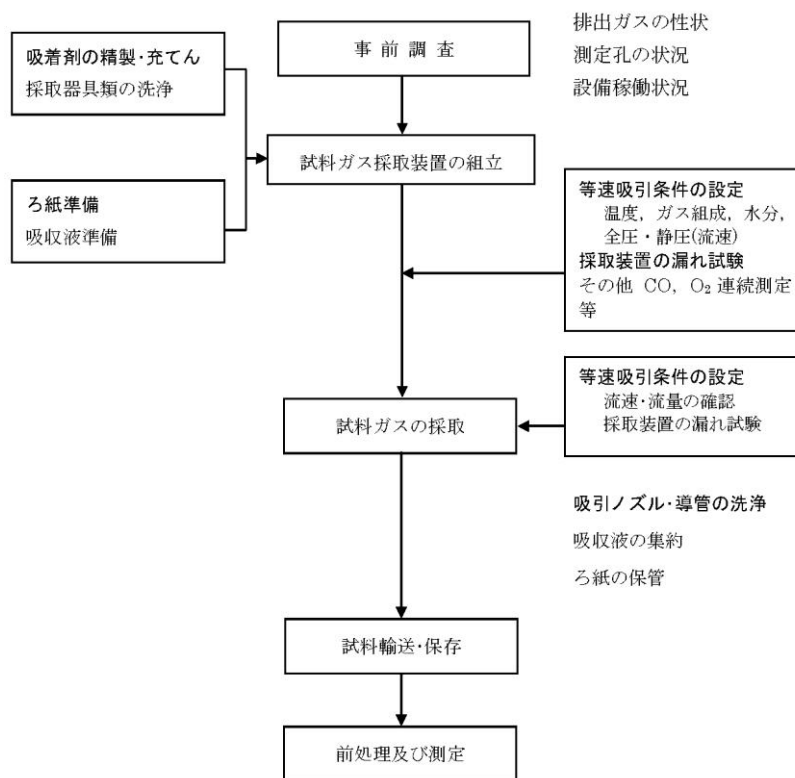 事 前 調 査
排出ガスの性状
測定孔の状況
設備稼働状況
吸着剤の精製・充てん
採取器具類の洗浄
試料ガス採取装置の組立
ろ紙準備
吸収液準備
等速吸引条件の設定
温度，ガス組成，水分，
全圧・静圧(流速)
採取装置の漏れ試験
その他 CO，O₂ 連続測定
等
等速吸引条件の設定
流速・流量の確認
採取装置の漏れ試験
試料ガスの採取
吸引ノズル・導管の洗浄
吸収液の集約
ろ紙の保管
試料輸送・保存
前処理及び測定